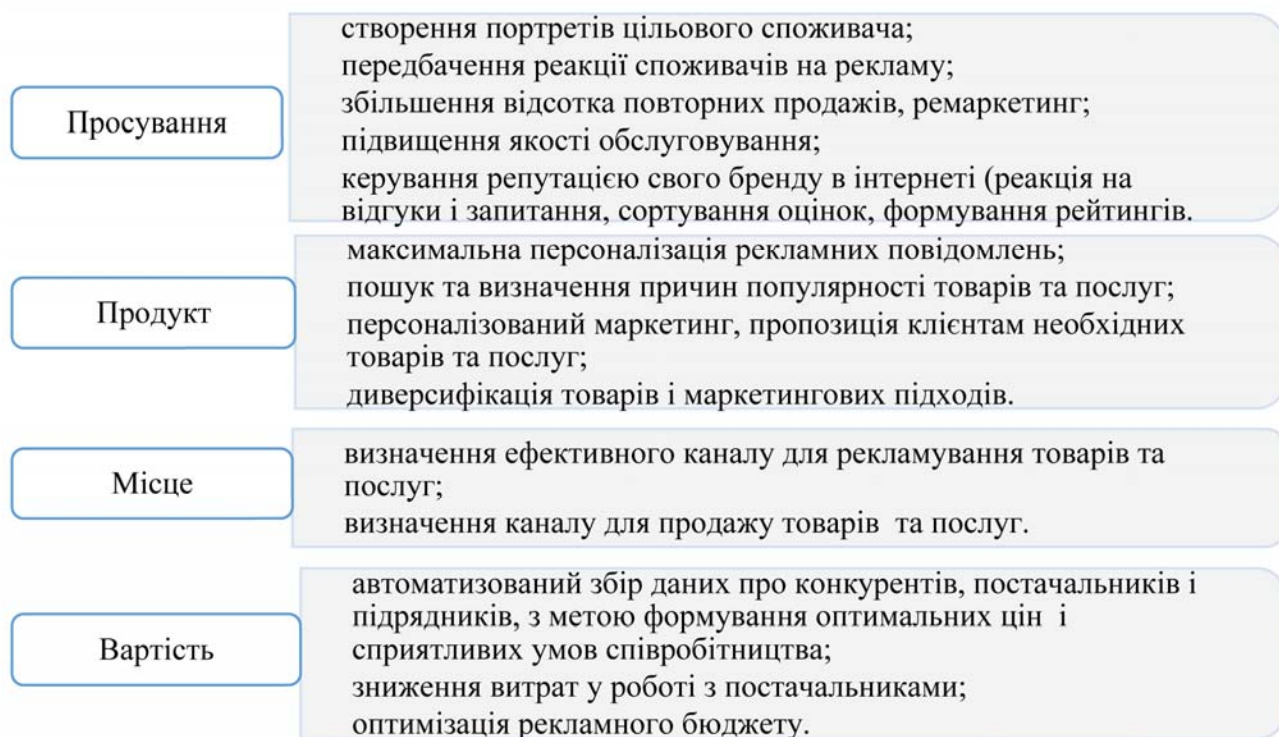 Просування
створення портретів цільового споживача;
передбачення реакції споживачів на рекламу;
збільшення відсотка повторних продажів, ремаркетинг;
підвищення якості обслуговування;
керування репутацією свого бренду в інтернеті (реакція на
відгуки і запитання, сортування оцінок, формування рейтингів.
Продукт
максимальна персоналізація рекламних повідомлень;
пошук та визначення причин популярності товарів та послуг;
персоналізований маркетинг, пропозиція клієнтам необхідних
товарів та послуг;
диверсифікація товарів і маркетингових підходів.
Місце
визначення ефективного каналу для рекламування товарів та
послуг;
визначення каналу для продажу товарів  та послуг.
Вартість
автоматизований збір даних про конкурентів, постачальників і
підрядників, з метою формування оптимальних цін  і
сприятливих умов співробітництва;
зниження витрат у роботі з постачальниками;
оптимізація рекламного бюджету.